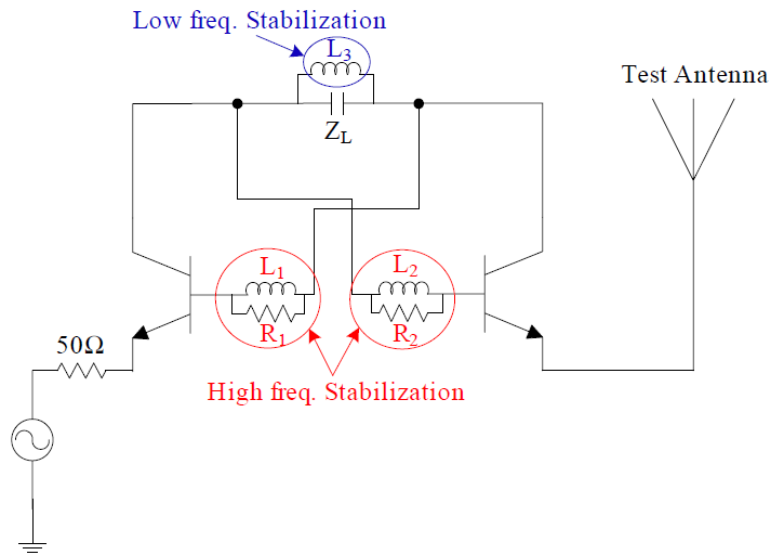 Low freq. Stabilization
L3
Test Antenna
ZL
L1
L2
R1
R2
50Ω
High freq. Stabilization